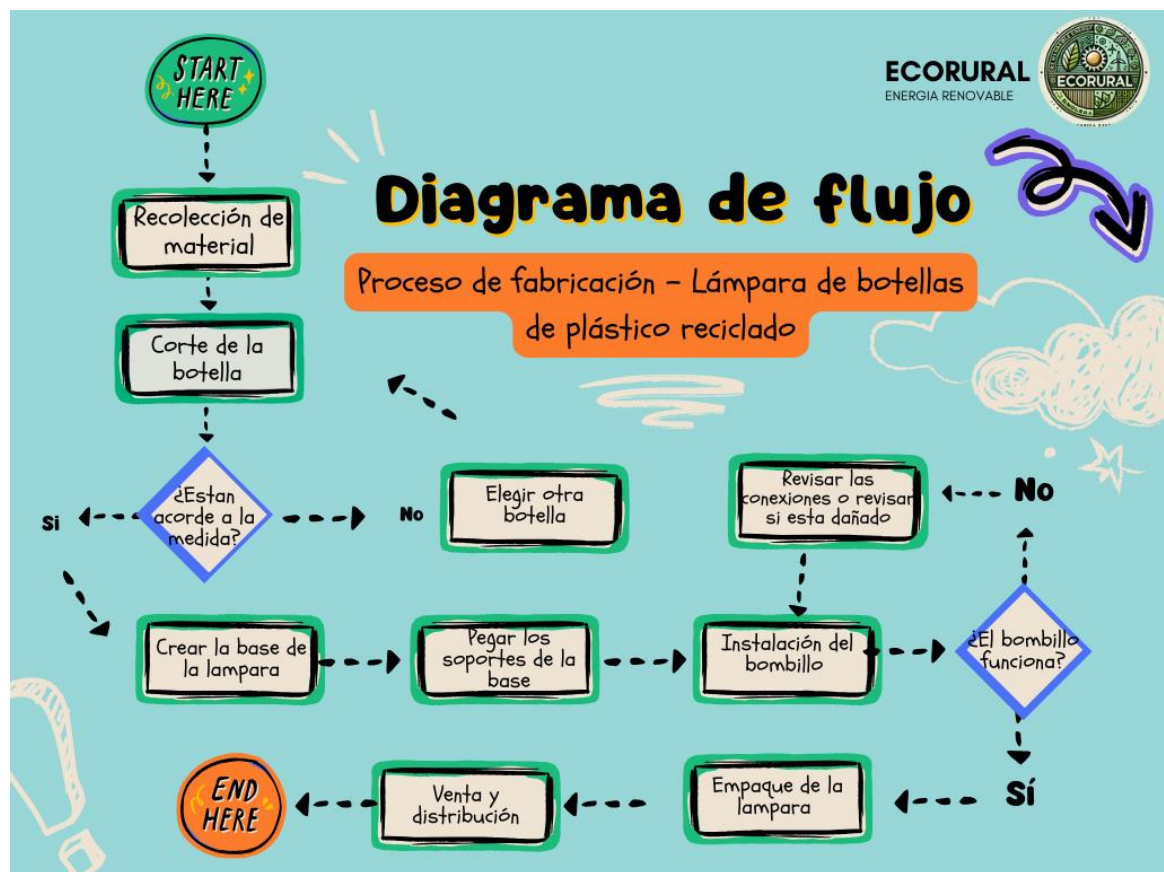 START
HERE
ECORURAL
ENERGIA RENOVABLE
ECORURAL
Diagrama de flujo
Proceso de fabricación - Lámpara de botellas
de plástico reciclado
Recolección de
material
Corte de la
botella
¿Estan
acorde a la
medida?
Si
No
Elegir otra
botella
Revisar las
conexiones o revisar
si esta dañado
No
Crear la base de
la lampara
Pegar los
soportes de la
base
Instalación del
bombillo
¿El bombillo
funciona?
Sí
Empaque de la
lampara
Venta y
distribución
END
HERE